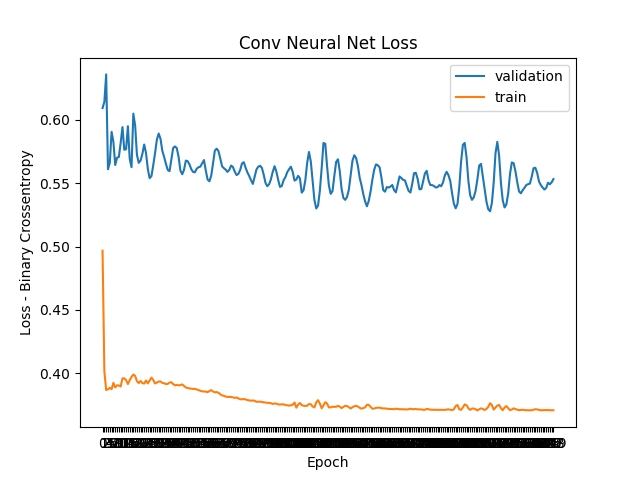 Conv Neural Net Loss
validation
train
0.60
0.55
0.50
0.45
0.40
Loss - Binary Crossentropy
Epoch